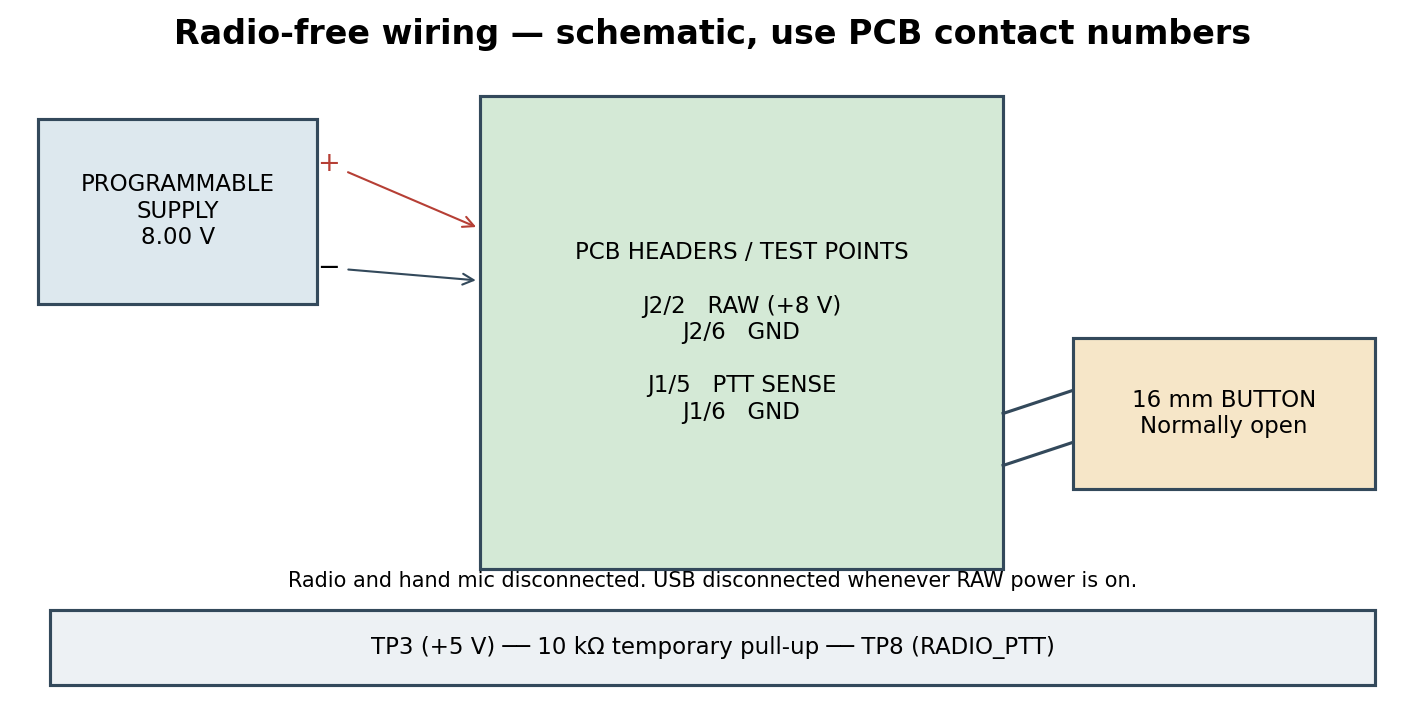 Radio-free wiring — schematic, use PCB contact numbers
PROGRAMMABLE
SUPPLY
8.00 V
+
−
PCB HEADERS / TEST POINTS
J2/2   RAW (+8 V)
J2/6   GND
J1/5   PTT SENSE
J1/6   GND
16 mm BUTTON
Normally open
Radio and hand mic disconnected. USB disconnected whenever RAW power is on.
TP3 (+5 V) ── 10 kΩ temporary pull-up ── TP8 (RADIO_PTT)